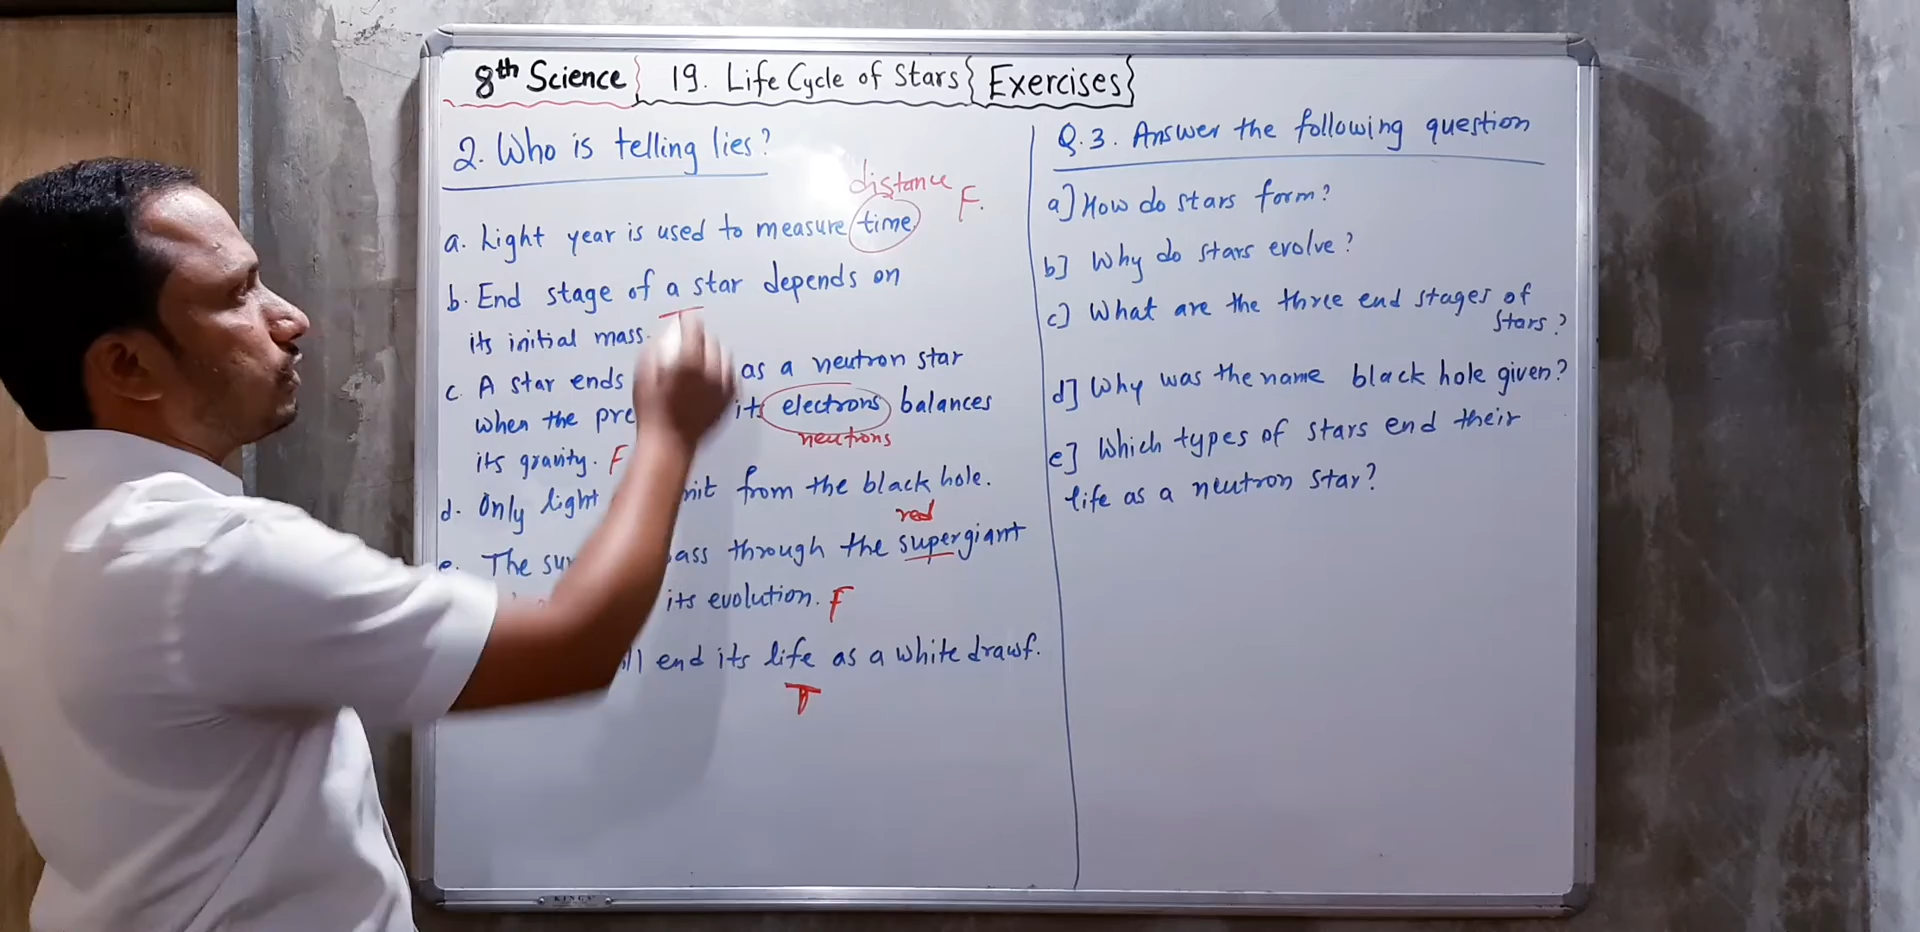 8th Science 19. Life Cycle of Stars Exercises
2. Who is telling lies?
distance
a. Light year is used to measure time. F.
b. End stage of a star depends on
its initial mass. T
c. A star ends as a neutron star
when the its electrons balances
neutrons
its gravity. F
d. Only light from the black hole.
red
e. The through the supergiant
its evolution. F
end its life as a white drawf.
T
Q.3. Answer the following question
a] How do stars form?
b] Why do stars evolve?
c] What are the three end stages of
stars?
d] Why was the name black hole given?
e] Which types of stars end their
life as a neutron star?
KINGS